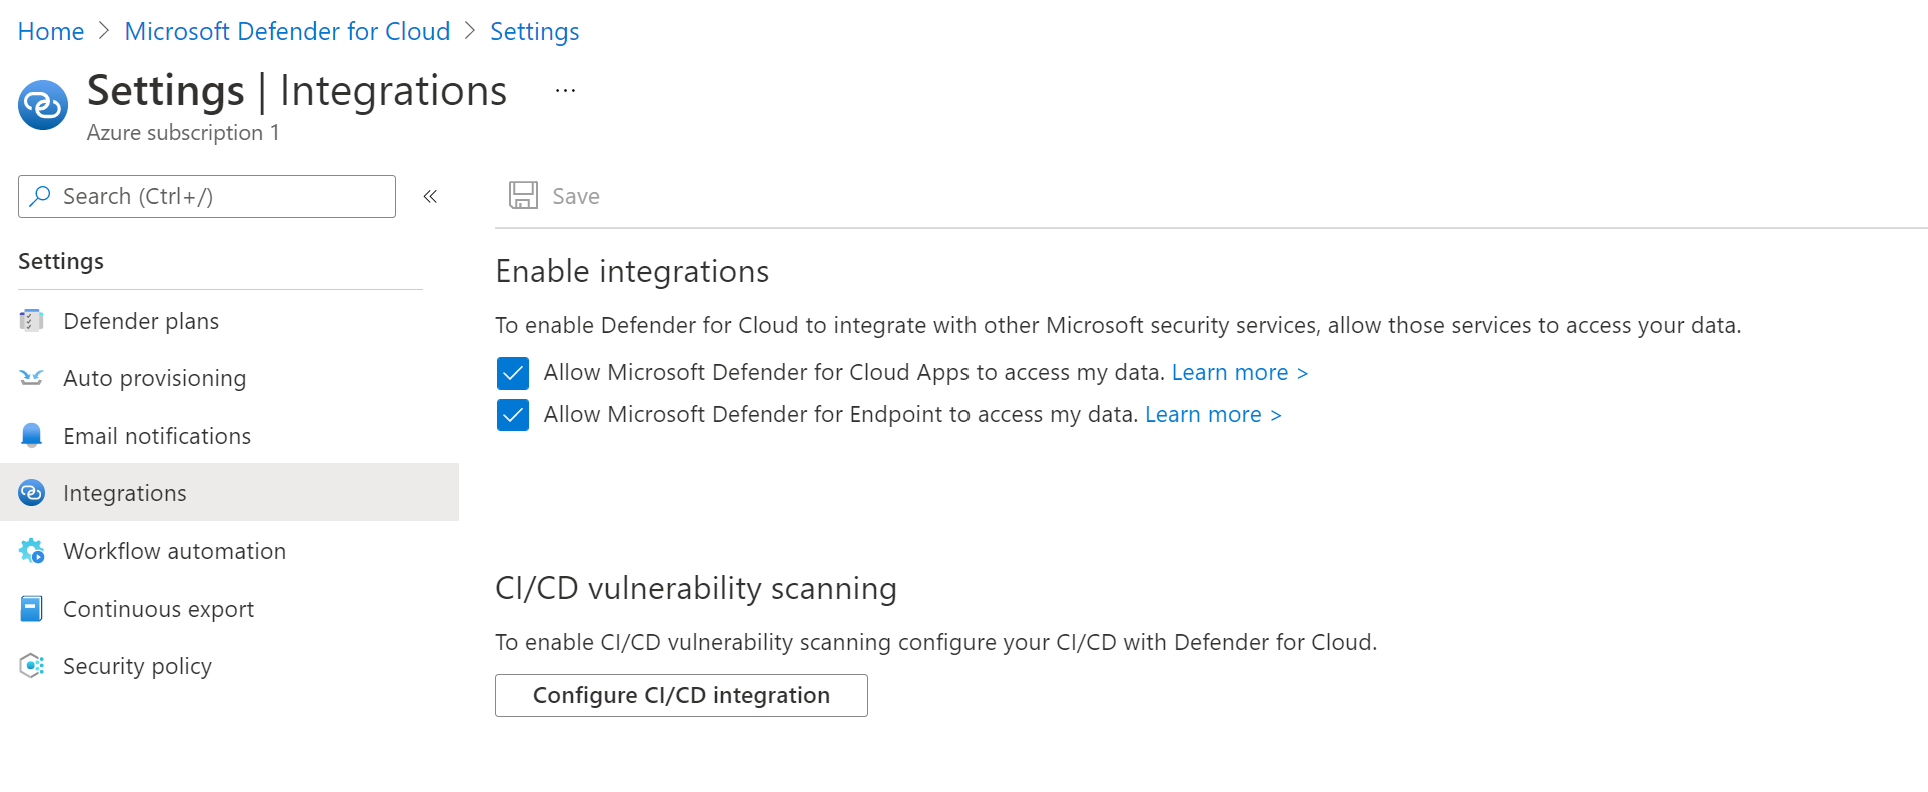 Home > Microsoft Defender for Cloud > Settings
Settings | Integrations ...
Azure subscription 1
Search (Ctrl+/) «
Settings
Defender plans
Auto provisioning
Email notifications
Integrations
Workflow automation
Continuous export
Security policy
Save
Enable integrations
To enable Defender for Cloud to integrate with other Microsoft security services, allow those services to access your data.
Allow Microsoft Defender for Cloud Apps to access my data. Learn more >
Allow Microsoft Defender for Endpoint to access my data. Learn more >
CI/CD vulnerability scanning
To enable CI/CD vulnerability scanning configure your CI/CD with Defender for Cloud.
Configure CI/CD integration